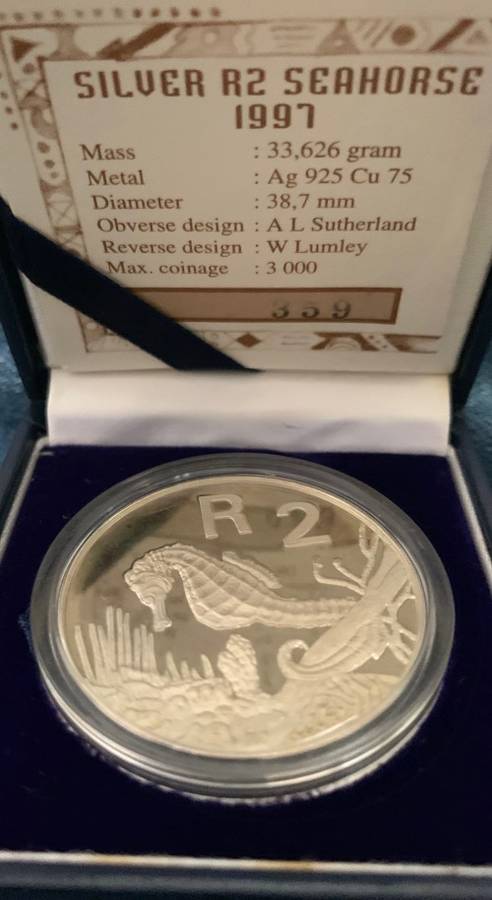 SILVER R2 SEAHORSE
1997
Mass : 33,626 gram
Metal : Ag 925 Cu 75
Diameter : 38,7 mm
Obverse design : A L Sutherland
Reverse design : W Lumley
Max. coinage : 3 000
359
R 2